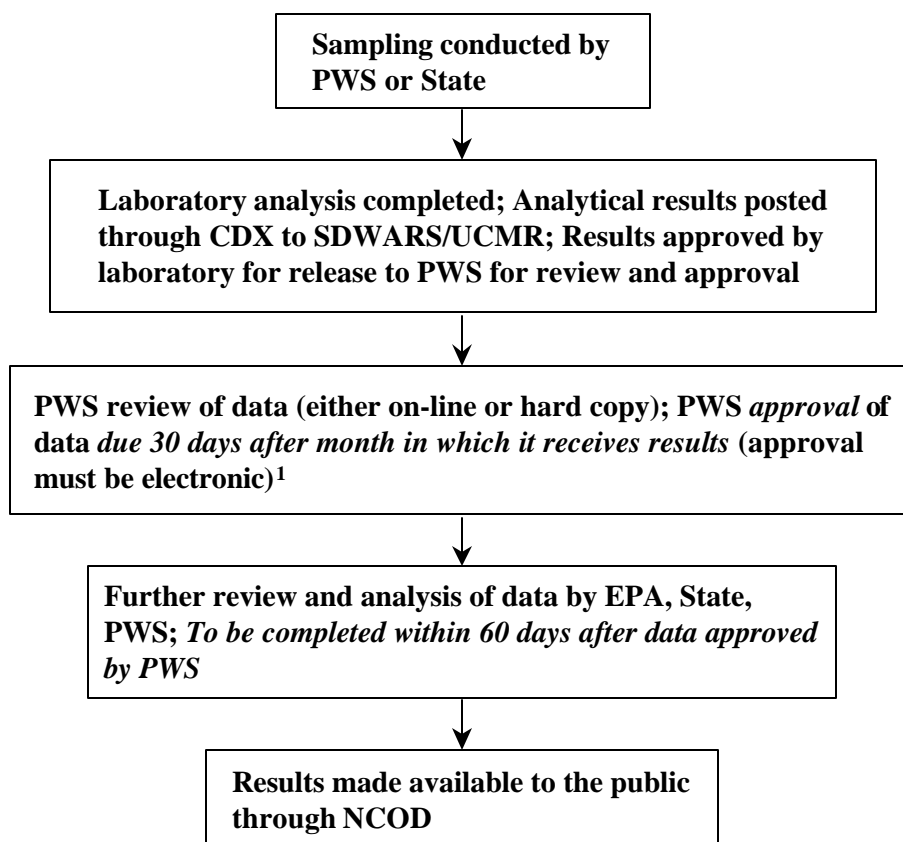 Sampling conducted by
PWS or State
Laboratory analysis completed; Analytical results posted
through CDX to SDWARS/UCMR; Results approved by
laboratory for release to PWS for review and approval
PWS review of data (either on-line or hard copy); PWS approval of
data due 30 days after month in which it receives results (approval
must be electronic)1
Further review and analysis of data by EPA, State,
PWS; To be completed within 60 days after data approved
by PWS
Results made available to the public
through NCOD